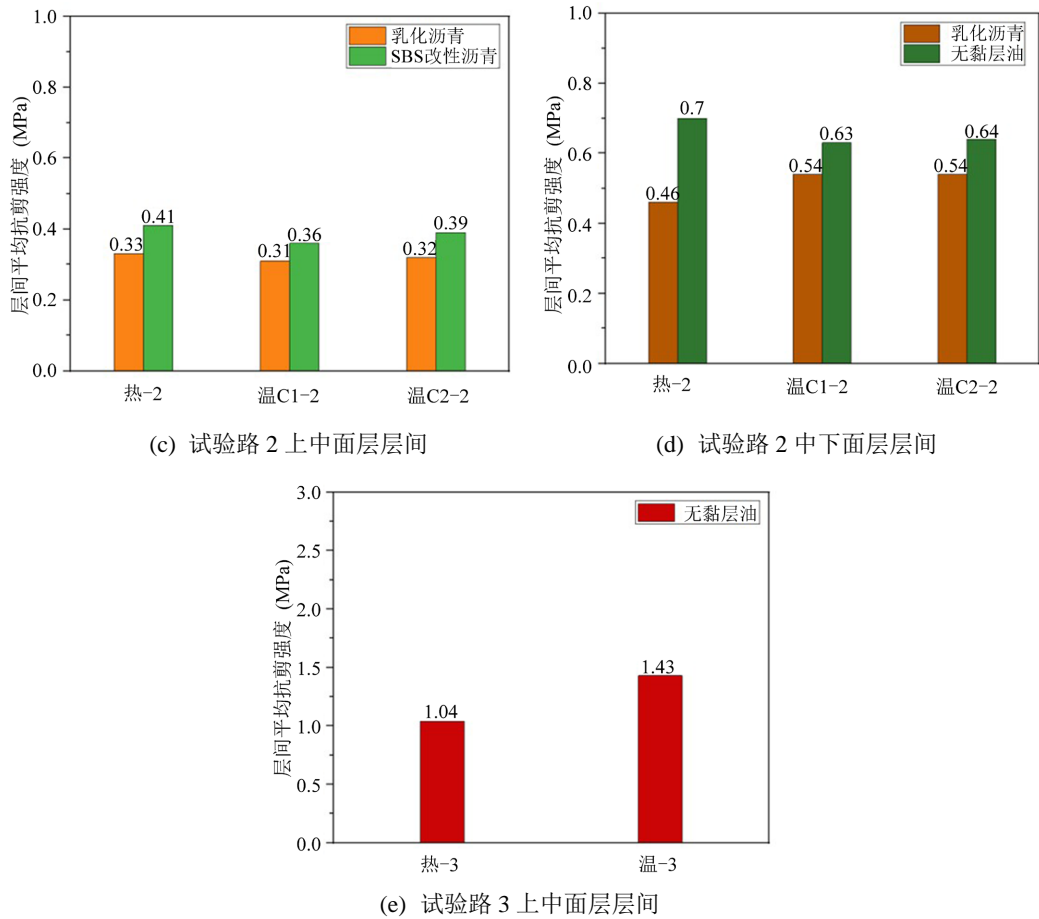 1.0
0.8
0.6
0.4
0.2
0.0
层间平均抗剪强度 (MPa)
乳化沥青
SBS改性沥青
0.33
0.41
0.31
0.36
0.32
0.39
热-2
温C1-2
温C2-2
(c) 试验路 2 上中面层层间
1.0
0.8
0.6
0.4
0.2
0.0
层间平均抗剪强度 (MPa)
乳化沥青
无黏层油
0.46
0.7
0.54
0.63
0.54
0.64
热-2
温C1-2
温C2-2
(d) 试验路 2 中下面层层间
3.0
2.5
2.0
1.5
1.0
0.5
0.0
层间平均抗剪强度 (MPa)
无黏层油
1.04
1.43
热-3
温-3
(e) 试验路 3 上中面层层间